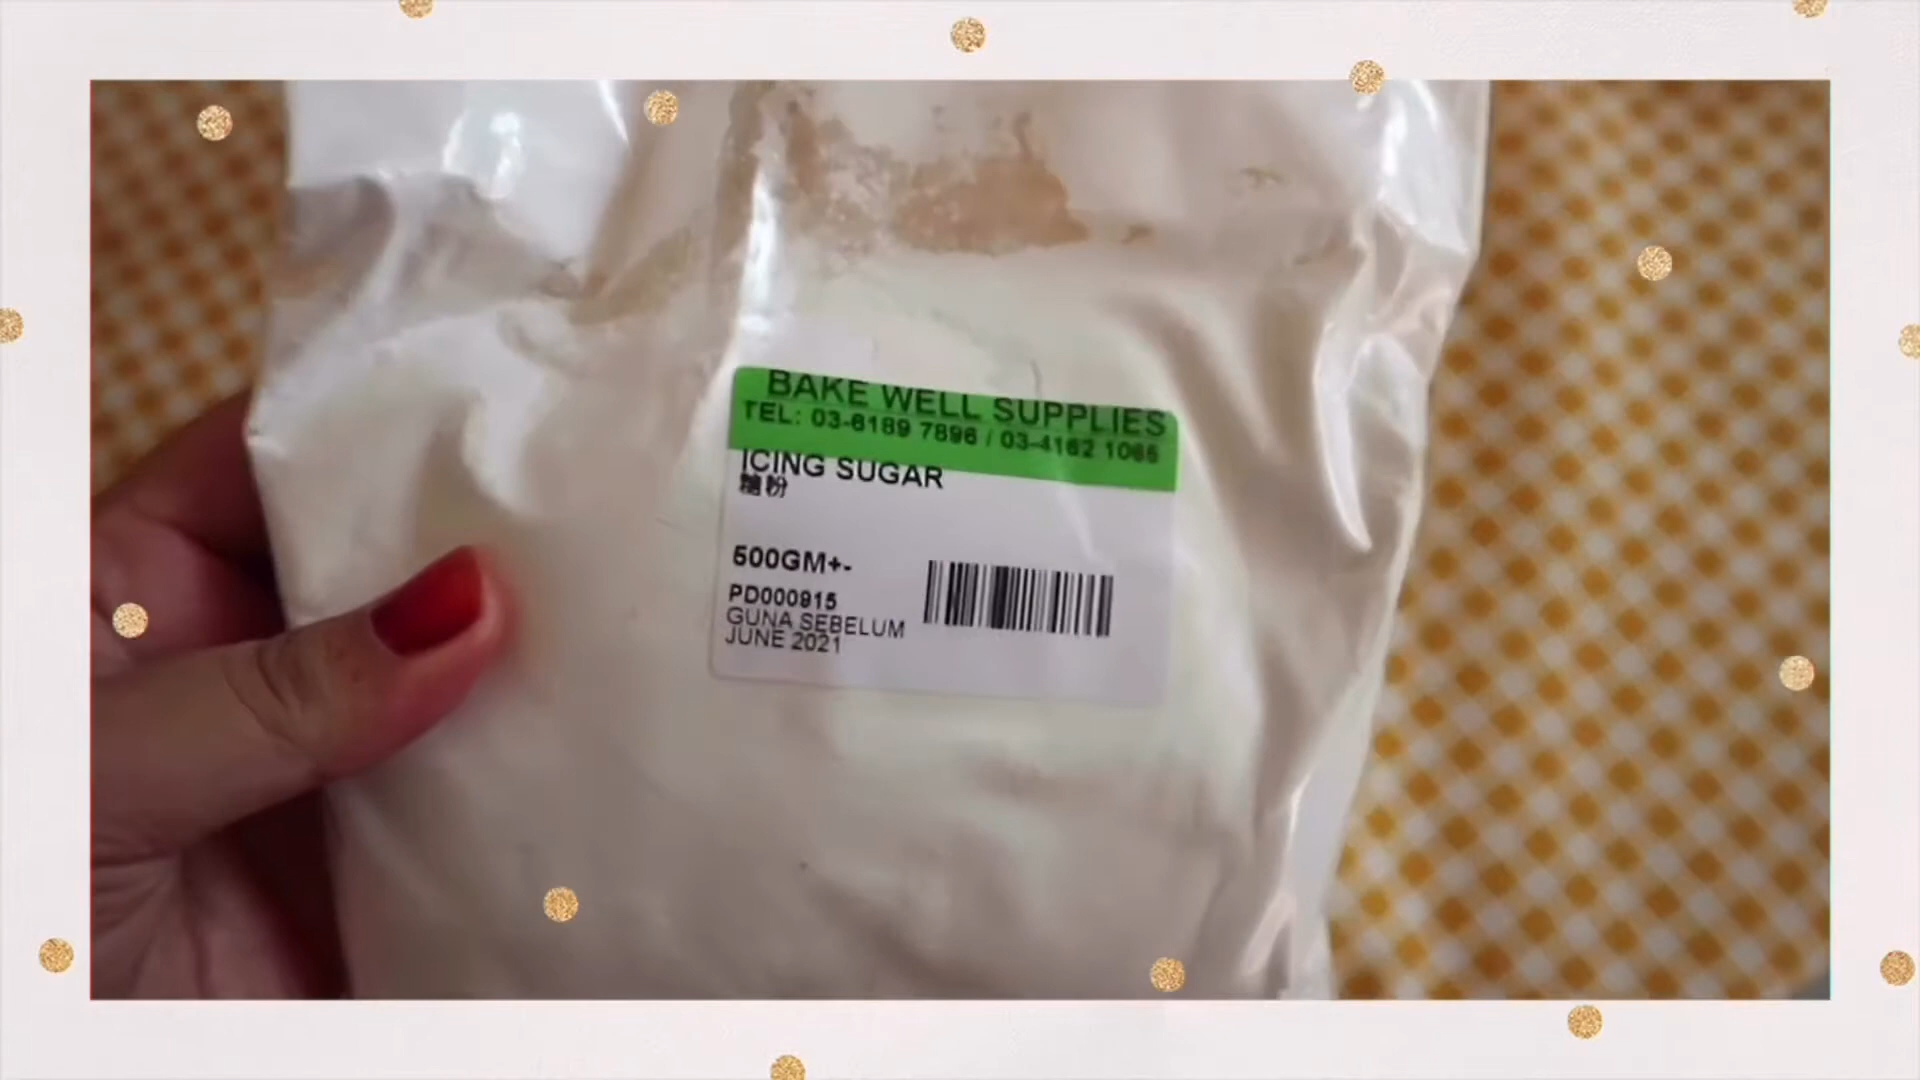 BAKE WELL SUPPLIES
TEL: 03-6189 7896 / 03-4162 1065
ICING SUGAR
糖粉
500GM+-
PD000915
GUNA SEBELUM
JUNE 2021